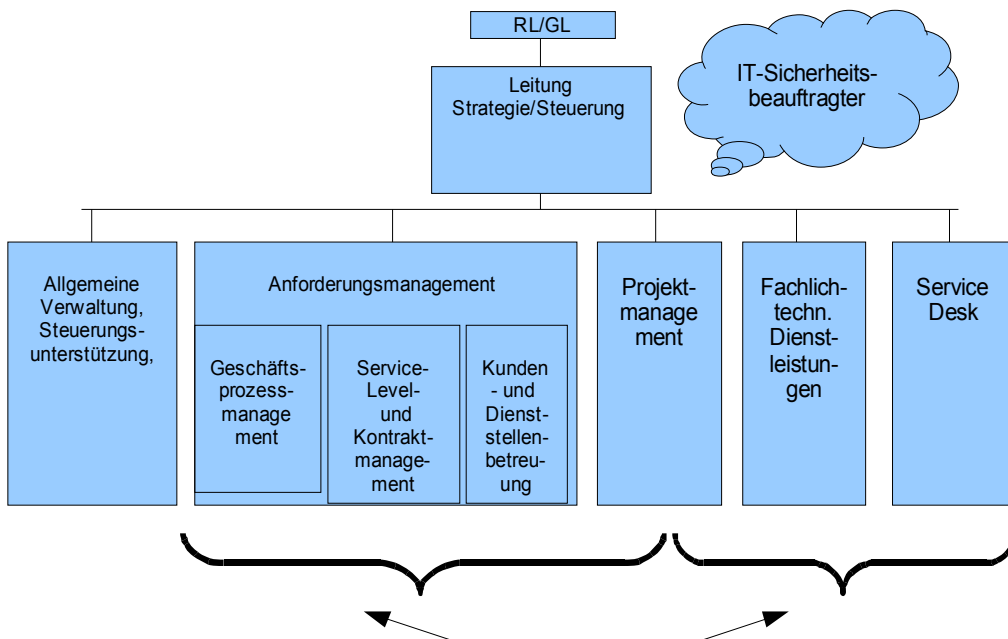 RL/GL
Leitung
Strategie/Steuerung
IT-Sicherheits-
beauftragter
Allgemeine
Verwaltung,
Steuerungs-
unterstützung,
Anforderungsmanagement
Geschäfts-
prozess-
manage
ment
Service-
Level-
und
Kontrakt-
manage-
ment
Kunden
- und
Dienst-
stellen-
betreu-
ung
Projekt-
manage
ment
Fachlich-
techn.
Dienst-
leistun-
gen
Service
Desk